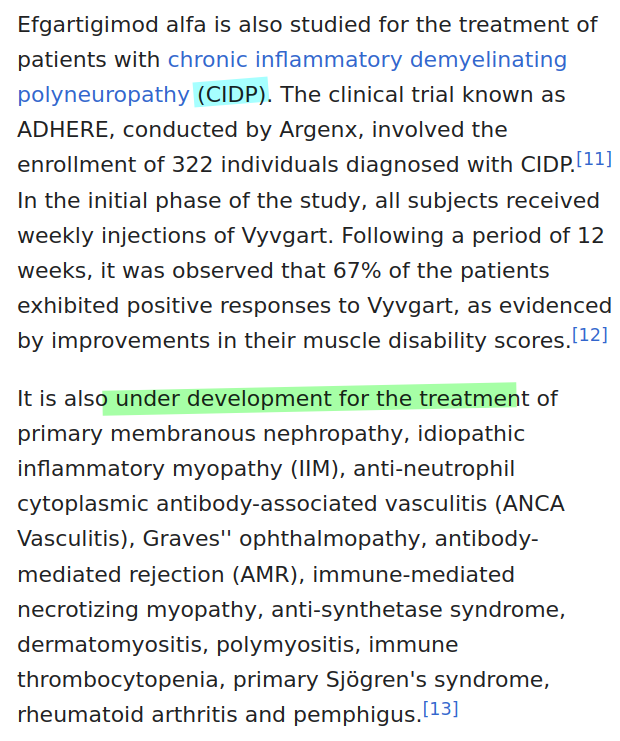 Efgartigimod alfa is also studied for the treatment of
patients with chronic inflammatory demyelinating
polyneuropathy (CIDP). The clinical trial known as
ADHERE, conducted by Argenx, involved the
enrollment of 322 individuals diagnosed with CIDP.[11]
In the initial phase of the study, all subjects received
weekly injections of Vyvgart. Following a period of 12
weeks, it was observed that 67% of the patients
exhibited positive responses to Vyvgart, as evidenced
by improvements in their muscle disability scores.[12]
It is also under development for the treatment of
primary membranous nephropathy, idiopathic
inflammatory myopathy (IIM), anti-neutrophil
cytoplasmic antibody-associated vasculitis (ANCA
Vasculitis), Graves'' ophthalmopathy, antibody-
mediated rejection (AMR), immune-mediated
necrotizing myopathy, anti-synthetase syndrome,
dermatomyositis, polymyositis, immune
thrombocytopenia, primary Sjögren's syndrome,
rheumatoid arthritis and pemphigus.[13]